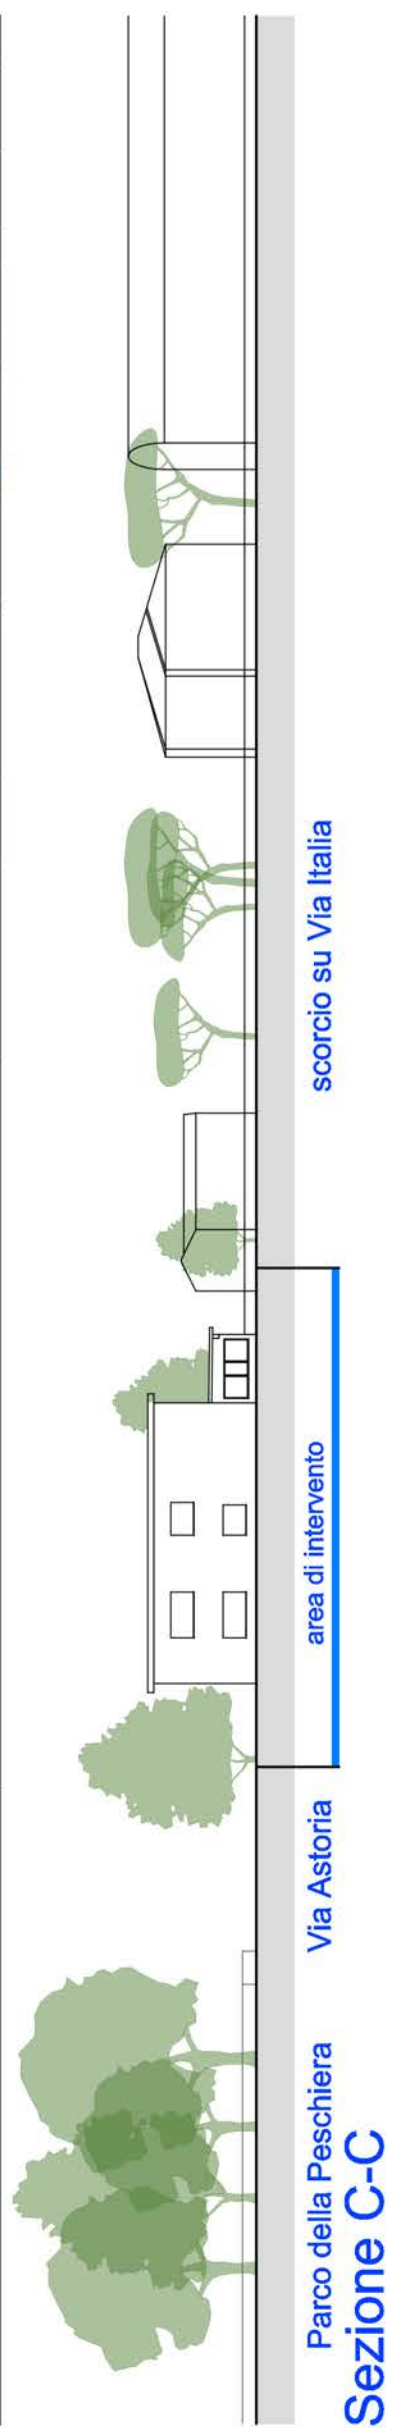 Parco della Peschiera
Via Astoria
area di intervento
scorcio su Via Italia
Sezione C-C